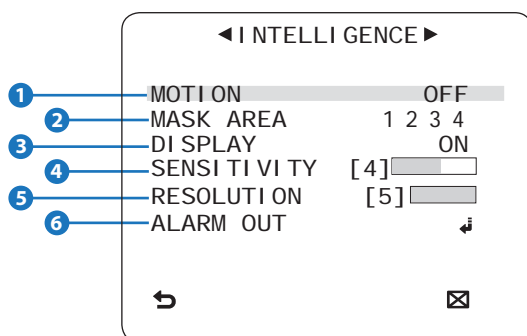 ◄INTELLIGENCE►
1 MOTION OFF
2 MASK AREA 1 2 3 4
3 DISPLAY ON
4 SENSITIVITY [4]
5 RESOLUTION [5]
6 ALARM OUT